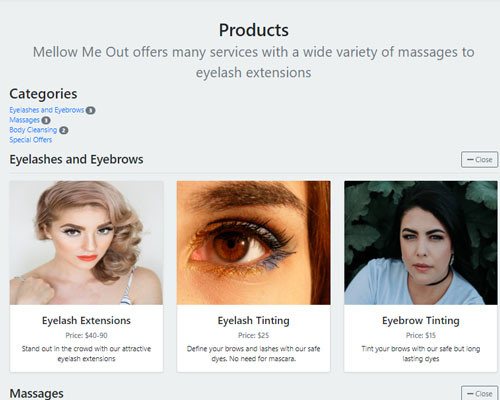 Products
Mellow Me Out offers many services with a wide variety of massages to
eyelash extensions
Categories
Eyelashes and Eyebrows 3
Massages 3
Body Cleansing 2
Special Offers
Eyelashes and Eyebrows
Close
Eyelash Extensions
Price: $40-90
Stand out in the crowd with our attractive
eyelash extensions
Eyelash Tinting
Price: $25
Define your brows and lashes with our safe
dyes. No need for mascara.
Eyebrow Tinting
Price: $15
Tint your brows with our safe but long
lasting dyes
Massages
Close